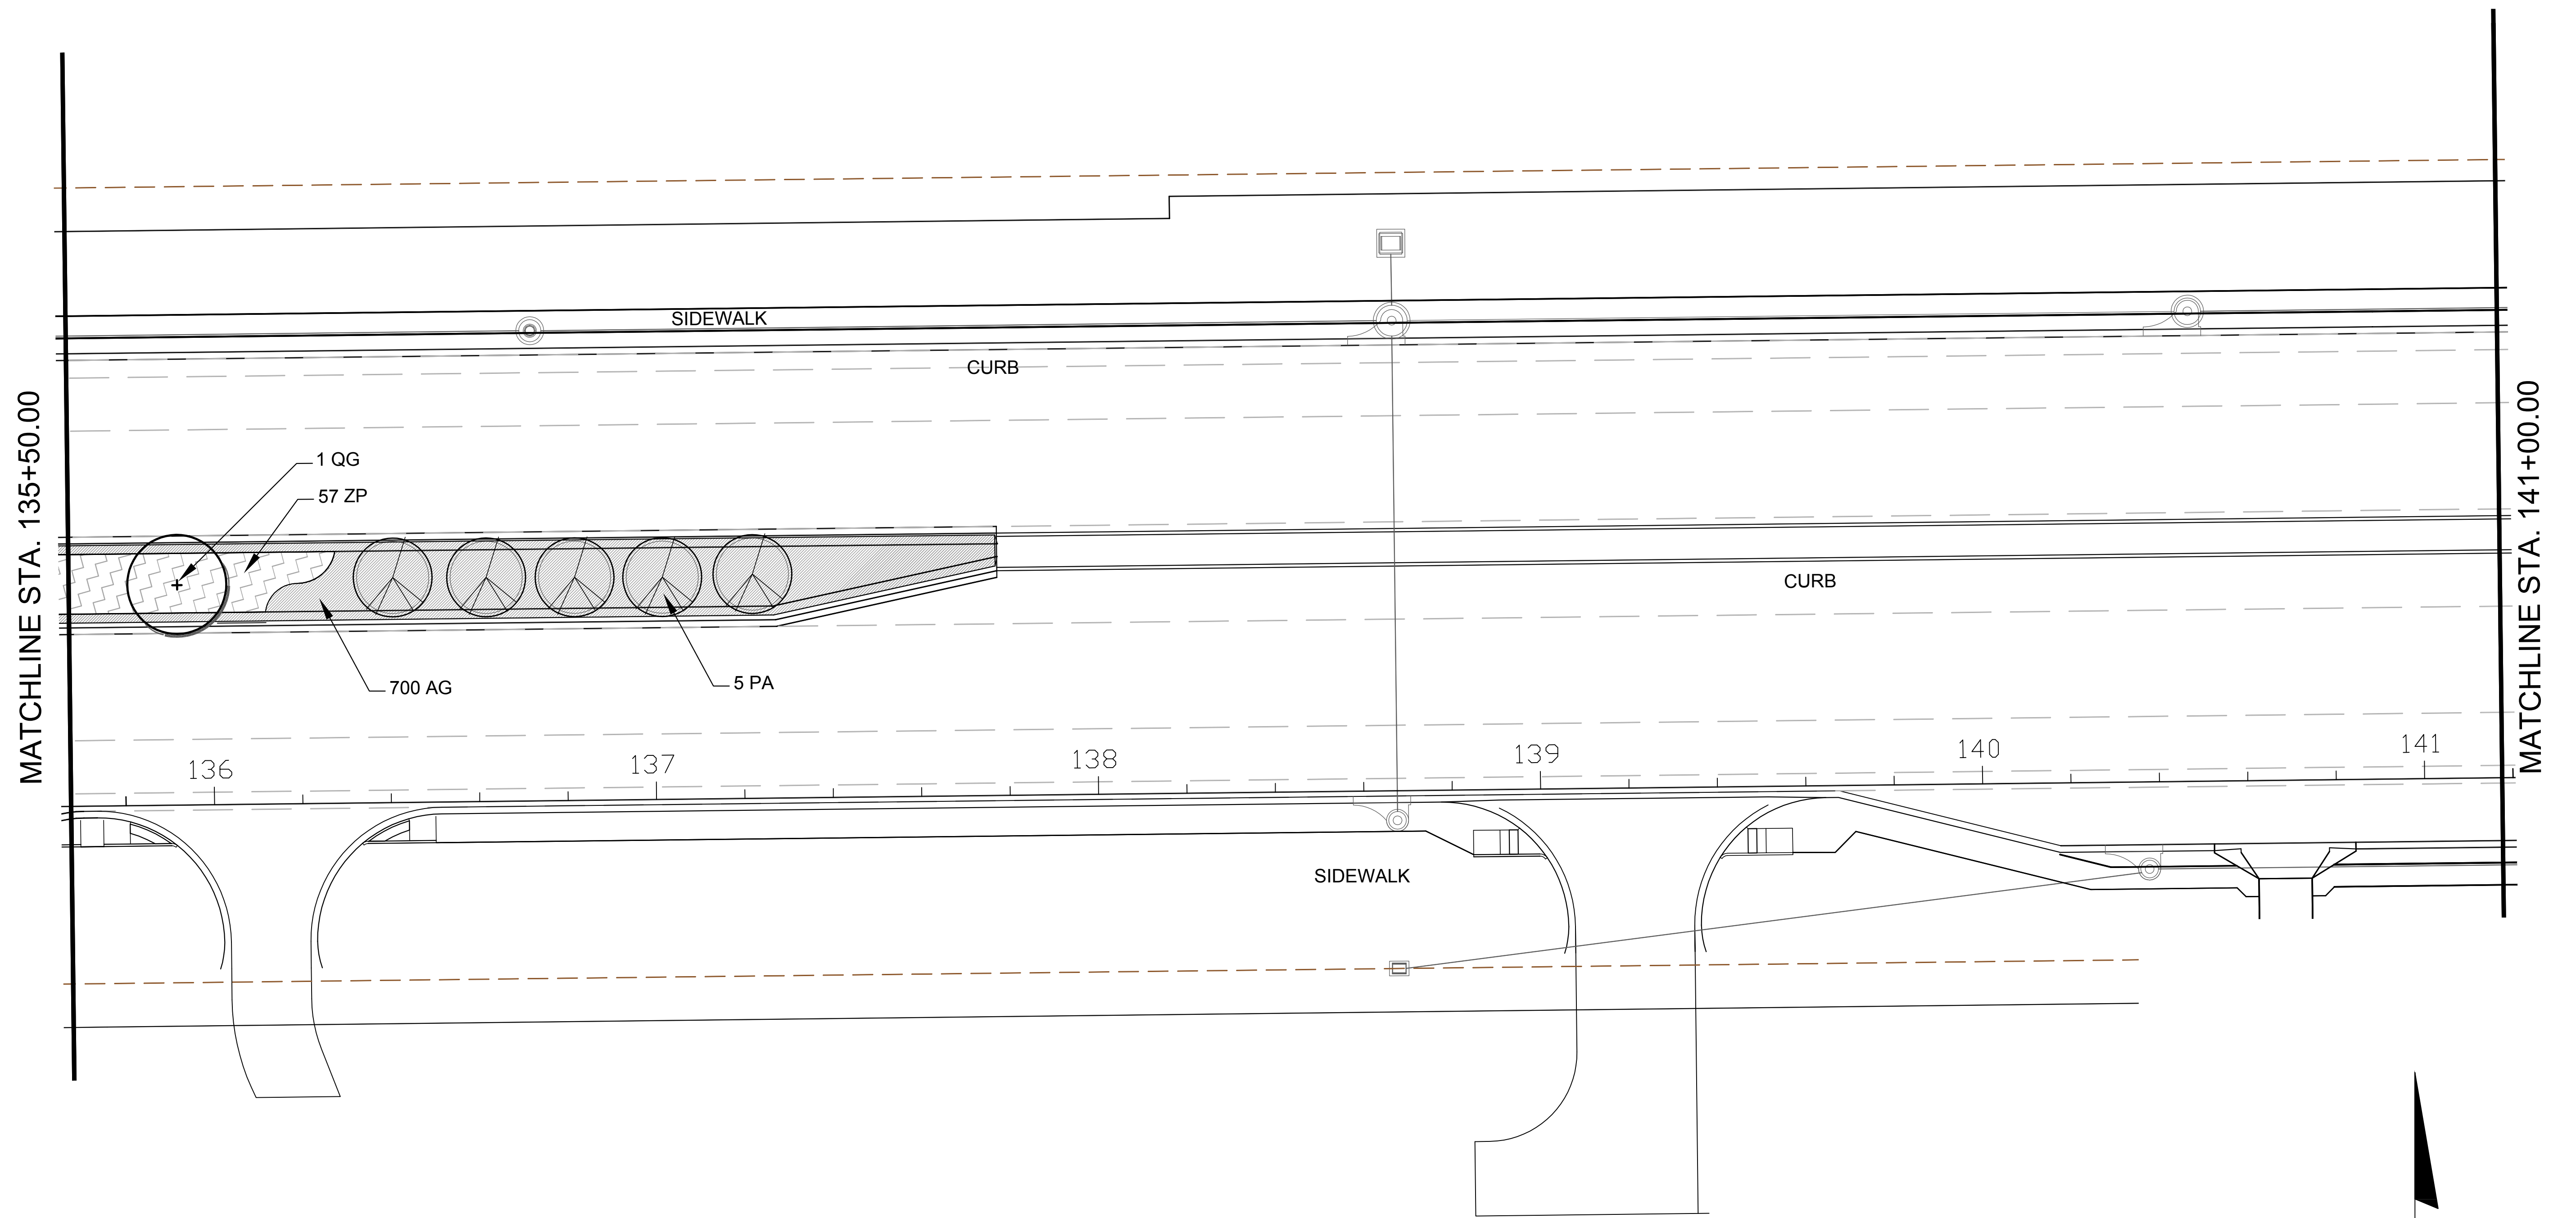 SIDEWALK
CURB
MATCHLINE STA. 135+50.00
MATCHLINE STA. 141+00.00
1 QG
57 ZP
CURB
700 AG
5 PA
136
137
138
139
140
141
SIDEWALK